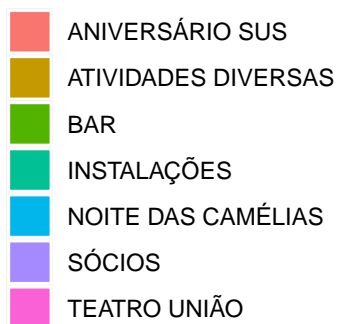 ANIVERSÁRIO SUS
ATIVIDADES DIVERSAS
BAR
INSTALAÇÕES
NOITE DAS CAMÉLIAS
SÓCIOS
TEATRO UNIÃO